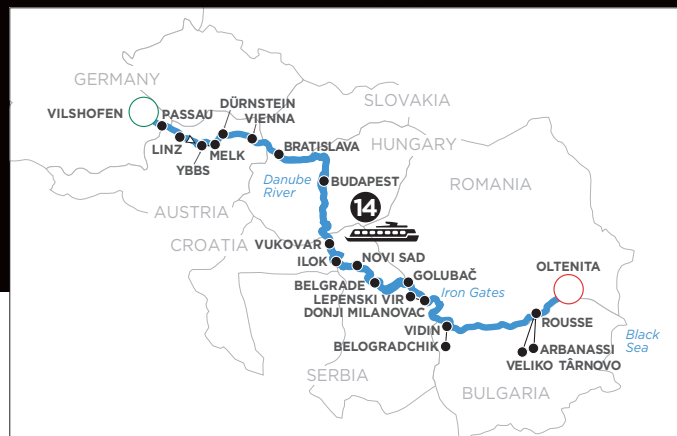 GERMANY
SLOVAKIA
DÜRNSTEIN
VILSHOFEN
PASSAU
VIENNA
LINZ
MELK
YBBS
BRATISLAVA
HUNGARY
Danube
River
BUDAPEST
ROMANIA
14
AUSTRIA
CROATIA
VUKOVAR
ILOK
NOVI SAD
GOLUBAČ
OLTENITA
BELGRADE
LEPENSKI VIR
Iron Gates
DONJI MILANOVAC
ROUSSE
VIDIN
Black
Sea
BELOGRADCHIK
ARBANASSI
VELIKO TÂRNOVO
SERBIA
BULGARIA